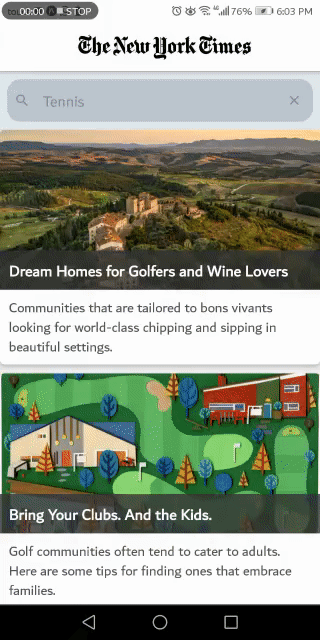 00:00 STOP
4G 76% 6:03 PM
The New York Times
Tennis
Dream Homes for Golfers and Wine Lovers
Communities that are tailored to bons vivants
looking for world-class chipping and sipping in
beautiful settings.
Bring Your Clubs. And the Kids.
Golf communities often tend to cater to adults.
Here are some tips for finding ones that embrace
families.